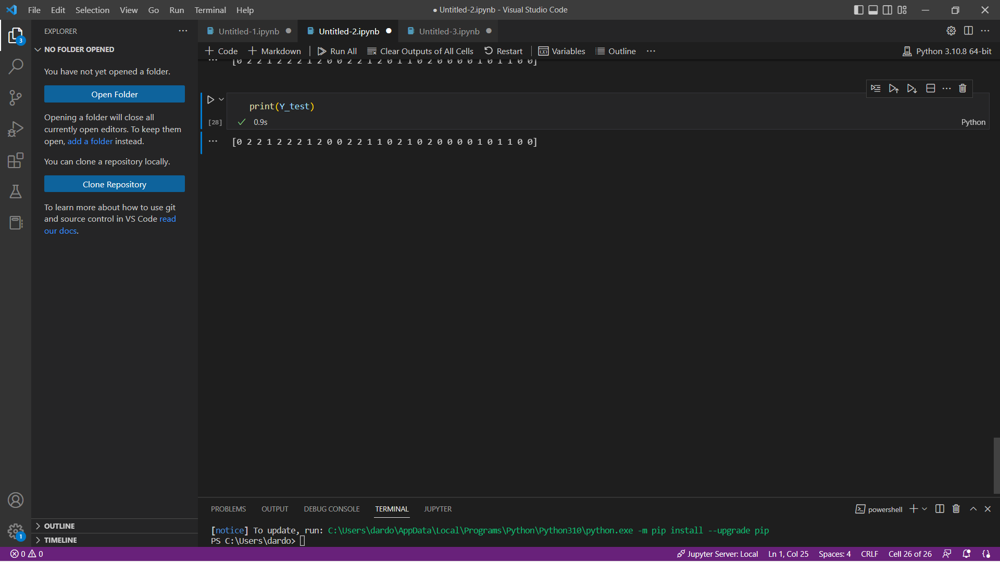 File Edit Selection View Go Run Terminal Help
● Untitled-2.ipynb - Visual Studio Code
EXPLORER
Untitled-1.ipynb
Untitled-2.ipynb
Untitled-3.ipynb
NO FOLDER OPENED
Code
Markdown
Run All
Clear Outputs of All Cells
Restart
Variables
Outline
Python 3.10.8 64-bit
3
You have not yet opened a folder.
Open Folder
Opening a folder will close all
currently open editors. To keep them
open, add a folder instead.
You can clone a repository locally.
Clone Repository
To learn more about how to use git
and source control in VS Code read
our docs.
[0 2 2 1 2 2 2 1 2 0 0 2 2 1 2 0 1 1 0 2 0 0 0 0 1 0 1 1 0 0]
print(Y_test)
[28]
0.9s
Python
[0 2 2 1 2 2 2 1 2 0 0 2 2 1 1 0 2 1 0 2 0 0 0 0 1 0 1 1 0 0]
OUTLINE
TIMELINE
1
PROBLEMS OUTPUT DEBUG CONSOLE TERMINAL JUPYTER
powershell
[notice] To update, run: C:\Users\dardo\AppData\Local\Programs\Python\Python310\python.exe -m pip install --upgrade pip
PS C:\Users\dardo>
0 0
Jupyter Server: Local
Ln 1, Col 25
Spaces: 4
CRLF
Cell 26 of 26